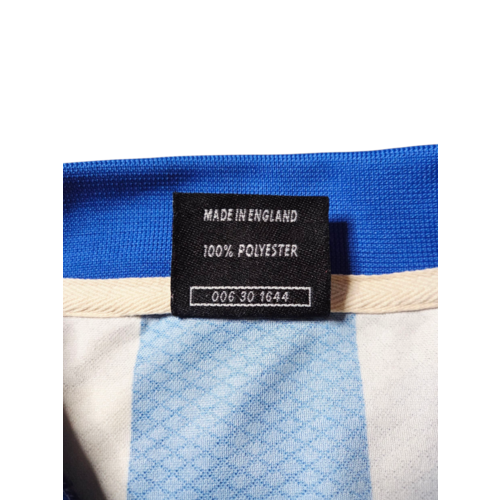 MADE IN ENGLAND
100% POLYESTER
006 30 1644